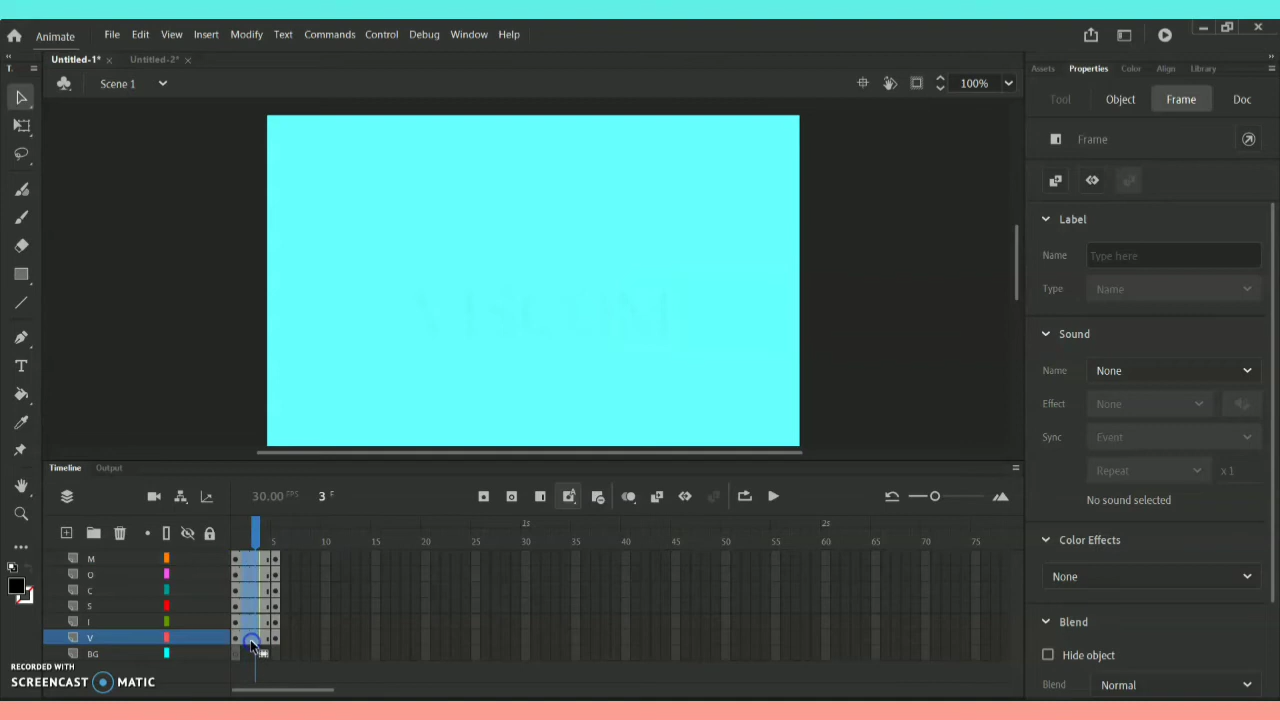 Animate File Edit View Insert Modify Text Commands Control Debug Window Help
T. Untitled-1* Untitled-2* Assets Properties Color Align Library
Scene 1 100%
Tool Object Frame Doc
Frame
Label
Name Type here
Type Name
VISCOM
Sound
Name None
Effect None
Sync Event
Repeat x 1
No sound selected
Timeline Output
30.00 FPS 3 F
Color Effects
None
1s 2s
5 10 15 20 25 30 35 40 45 50 55 60 65 70 75
M
O
C
S
I
V
BG
Blend
Hide object
Blend Normal
RECORDED WITH
SCREENCAST MATIC